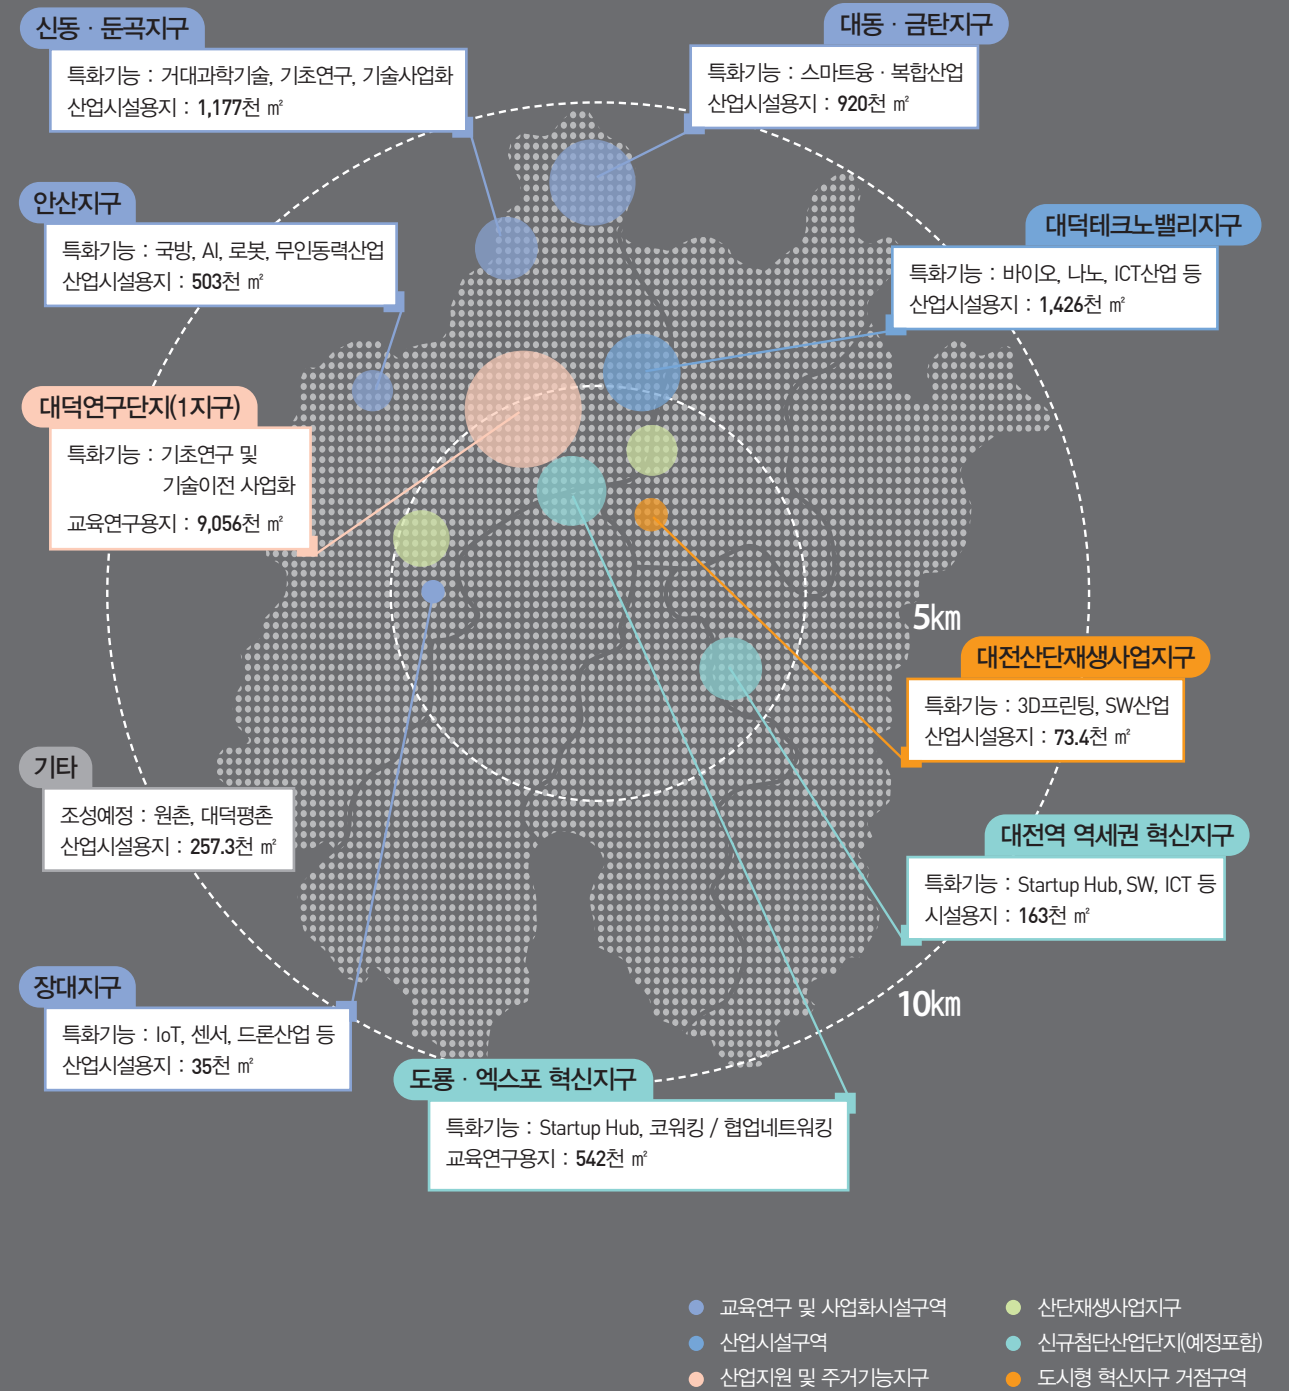 신동 · 둔곡지구
특화기능 : 거대과학기술, 기초연구, 기술사업화
산업시설용지 : 1,177천 ㎡
대동 · 금탄지구
특화기능 : 스마트융 · 복합산업
산업시설용지 : 920천 ㎡
안산지구
특화기능 : 국방, AI, 로봇, 무인동력산업
산업시설용지 : 503천 ㎡
대덕테크노밸리지구
특화기능 : 바이오, 나노, ICT산업 등
산업시설용지 : 1,426천 ㎡
대덕연구단지(1지구)
특화기능 : 기초연구 및
기술이전 사업화
교육연구용지 : 9,056천 ㎡
5km
대전산단재생사업지구
특화기능 : 3D프린팅, SW산업
산업시설용지 : 73.4천 ㎡
기타
조성예정 : 원촌, 대덕평촌
산업시설용지 : 257.3천 ㎡
대전역 역세권 혁신지구
특화기능 : Startup Hub, SW, ICT 등
시설용지 : 163천 ㎡
장대지구
특화기능 : IoT, 센서, 드론산업 등
산업시설용지 : 35천 ㎡
10km
도룡 · 엑스포 혁신지구
특화기능 : Startup Hub, 코워킹 / 협업네트워킹
교육연구용지 : 542천 ㎡
교육연구 및 사업화시설구역
산업시설구역
산업지원 및 주거기능지구
산단재생사업지구
신규첨단산업단지(예정포함)
도시형 혁신지구 거점구역